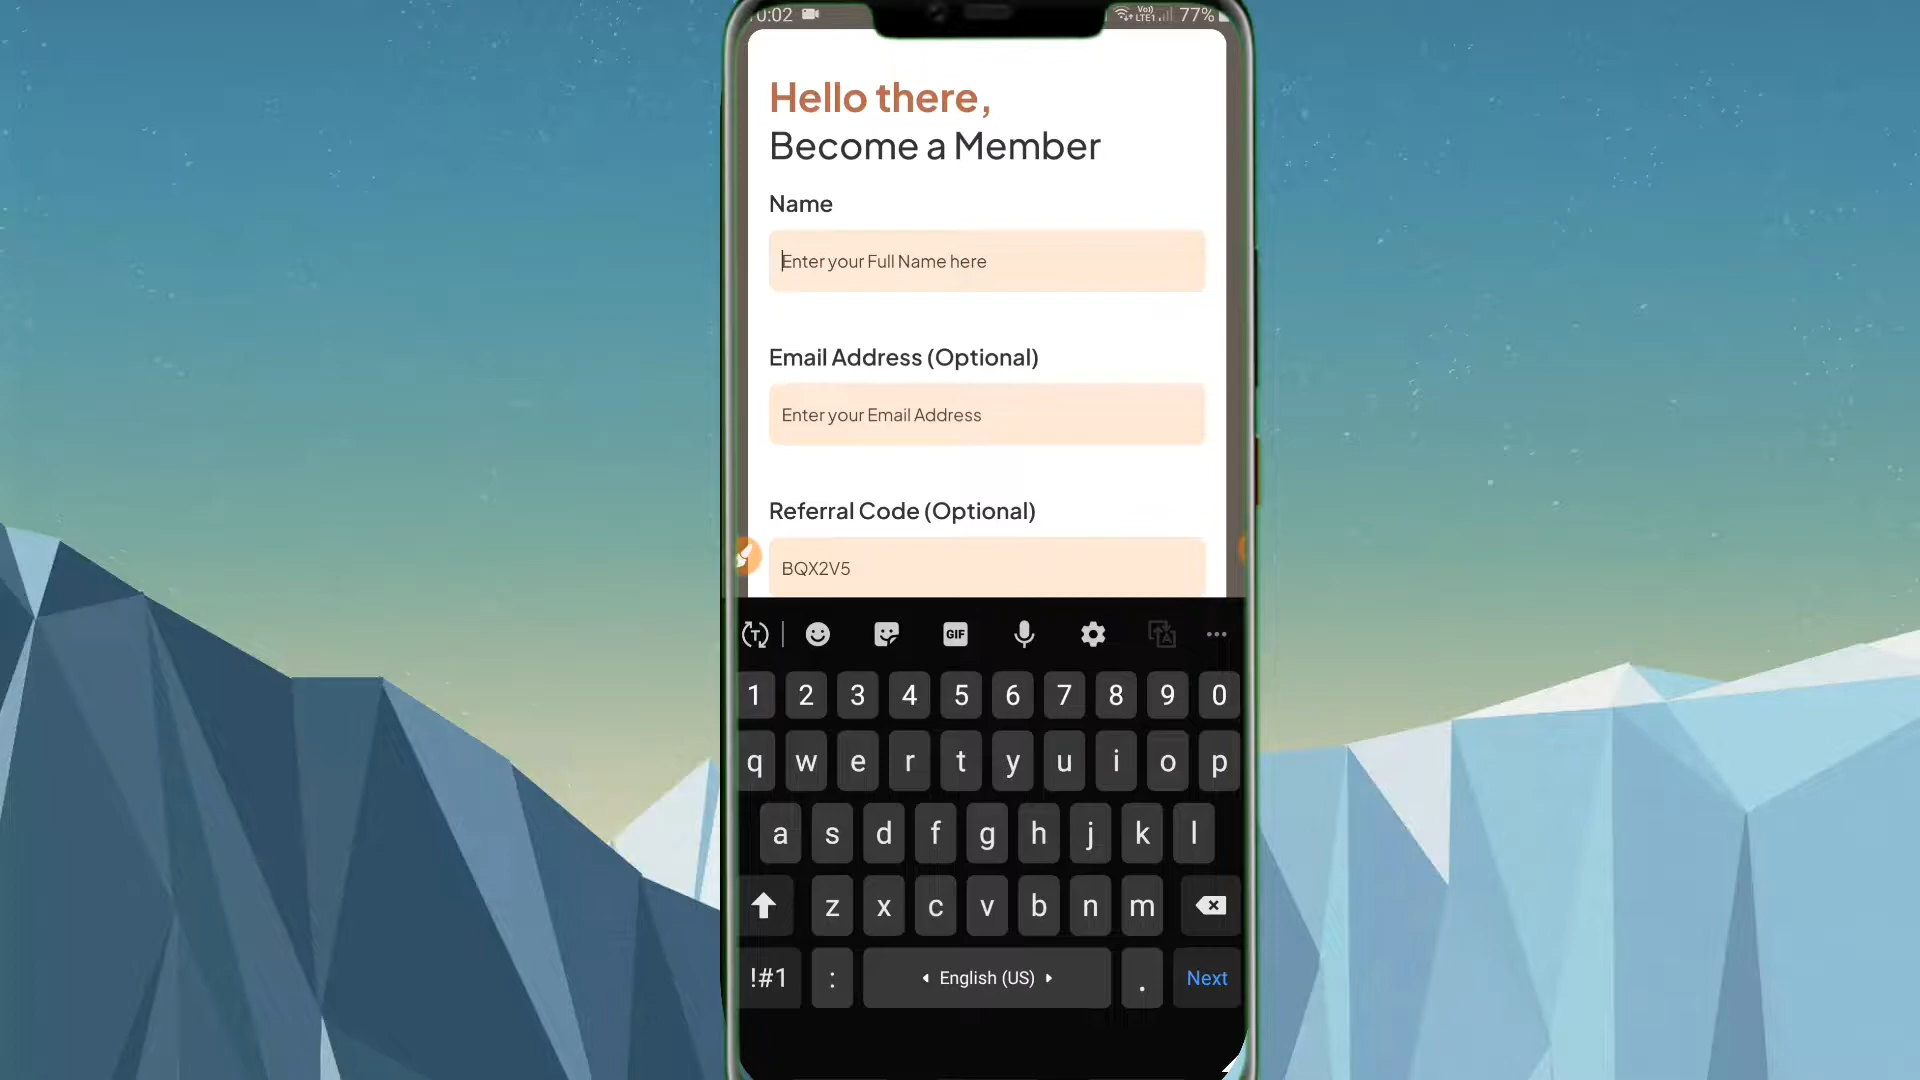 0:02 Vo) LTE1 77%
Hello there,
Become a Member
Name
Enter your Full Name here
Email Address (Optional)
Enter your Email Address
Referral Code (Optional)
BQX2V5
T GIF A
1 2 3 4 5 6 7 8 9 0
q w e r t y u i o p
a s d f g h j k l
z x c v b n m
!#1 : English (US) . Next